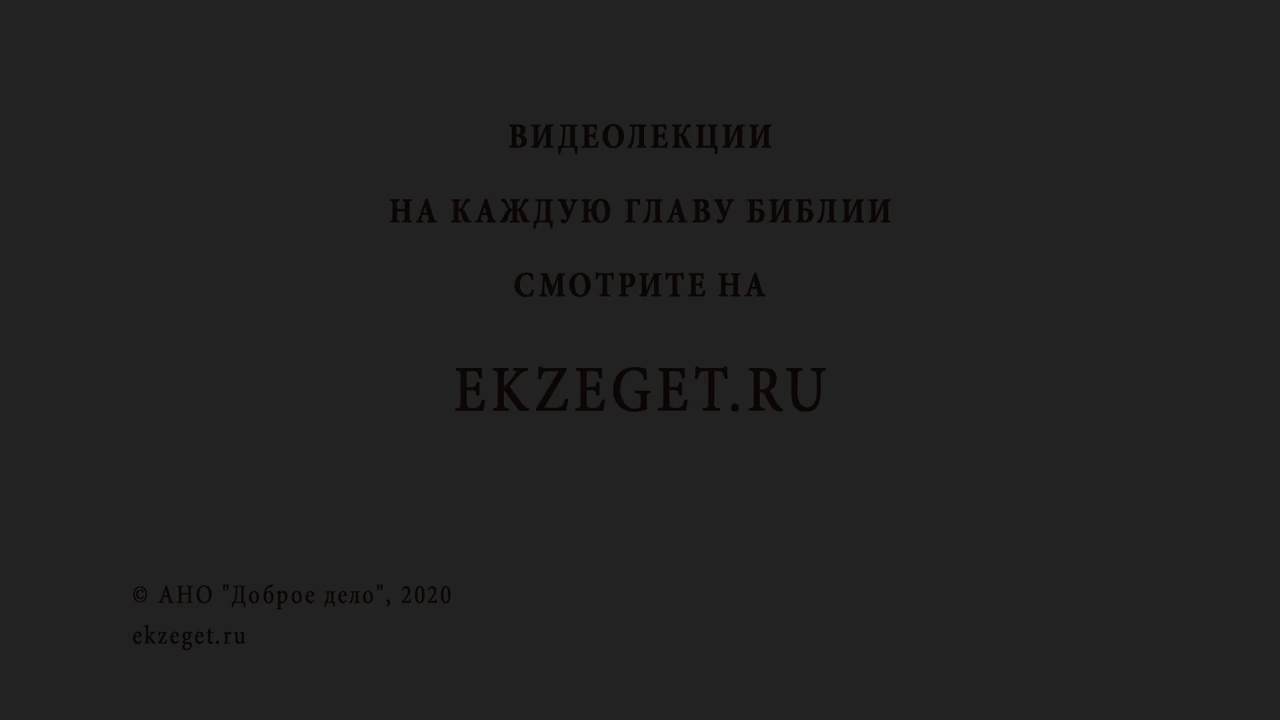 ВИДЕОЛЕКЦИИ
НА КАЖДУЮ ГЛАВУ БИБЛИИ
СМОТРИТЕ НА
EKZEGET.RU
© АНО "Доброе дело", 2020
ekzeget.ru